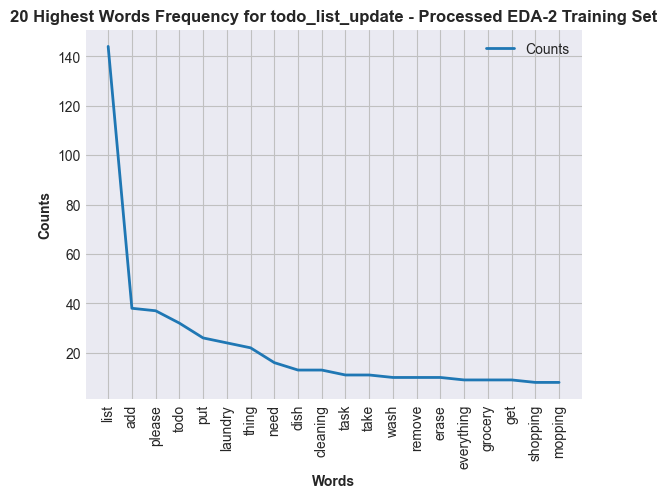 20 Highest Words Frequency for todo_list_update - Processed EDA-2 Training Set
Counts
140
120
100
80
60
40
20
Counts
list
add
please
todo
put
laundry
thing
need
dish
cleaning
task
take
wash
remove
erase
everything
grocery
get
shopping
mopping
Words